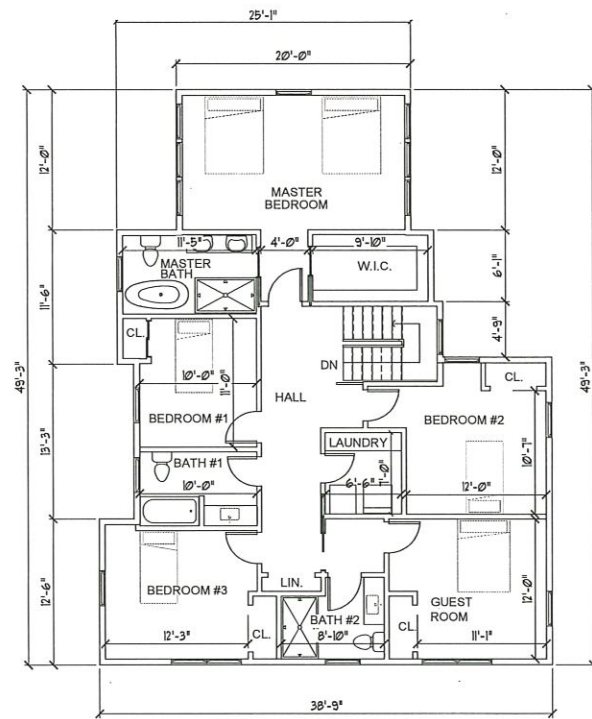 25'-1"
20'-0"
12'-0"
12'-0"
MASTER
BEDROOM
11'-5" 4'-0" 9'-10"
MASTER
BATH
W.I.C.
6'-1"
11'-6"
4'-9"
CL.
10'-0"
11'-0"
DN
HALL
CL.
49'-3"
49'-3"
BEDROOM #1
BEDROOM #2
LAUNDRY
13'-3"
10'-7"
BATH #1
10'-0"
6'-6"
12'-0"
BEDROOM #3
LIN.
12'-6"
12'-0"
GUEST
ROOM
CL.
BATH #2
CL.
12'-3"
8'-10"
11'-1"
38'-9"